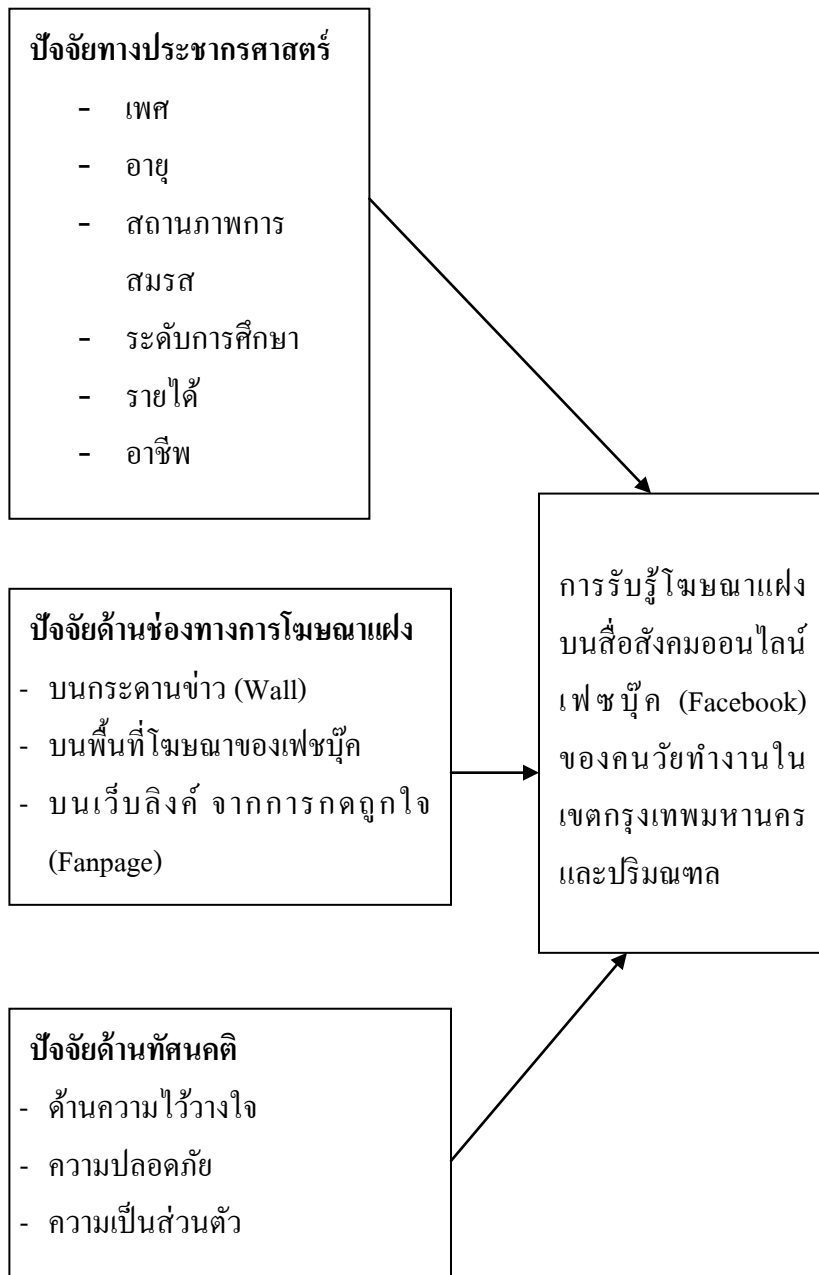 ปัจจัยทางประชากรศาสตร์
- เพศ
- อายุ
- สถานภาพการ
สมรส
- ระดับการศึกษา
- รายได้
- อาชีพ
ปัจจัยด้านช่องทางการโฆษณาแฝง
- บนกระดานข่าว (Wall)
- บนพื้นที่โฆษณาของเฟชบุ๊ค
- บนเว็บลิงค์ จากการกดถูกใจ
(Fanpage)
ปัจจัยด้านทัศนคติ
- ด้านความไว้วางใจ
- ความปลอดภัย
- ความเป็นส่วนตัว
การรับรู้โฆษณาแฝง
บนสื่อสังคมออนไลน์
เฟซบุ๊ค (Facebook)
ของคนวัยทำงานใน
เขตกรุงเทพมหานคร
และปริมณฑล